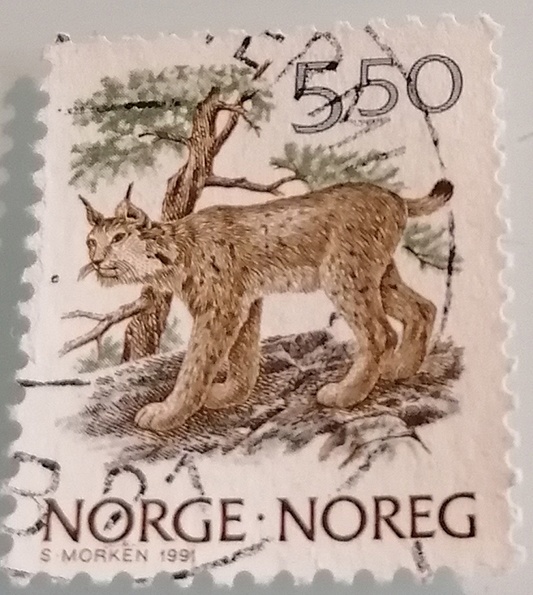 550
NORGE · NOREG
S·MORKEN 1991